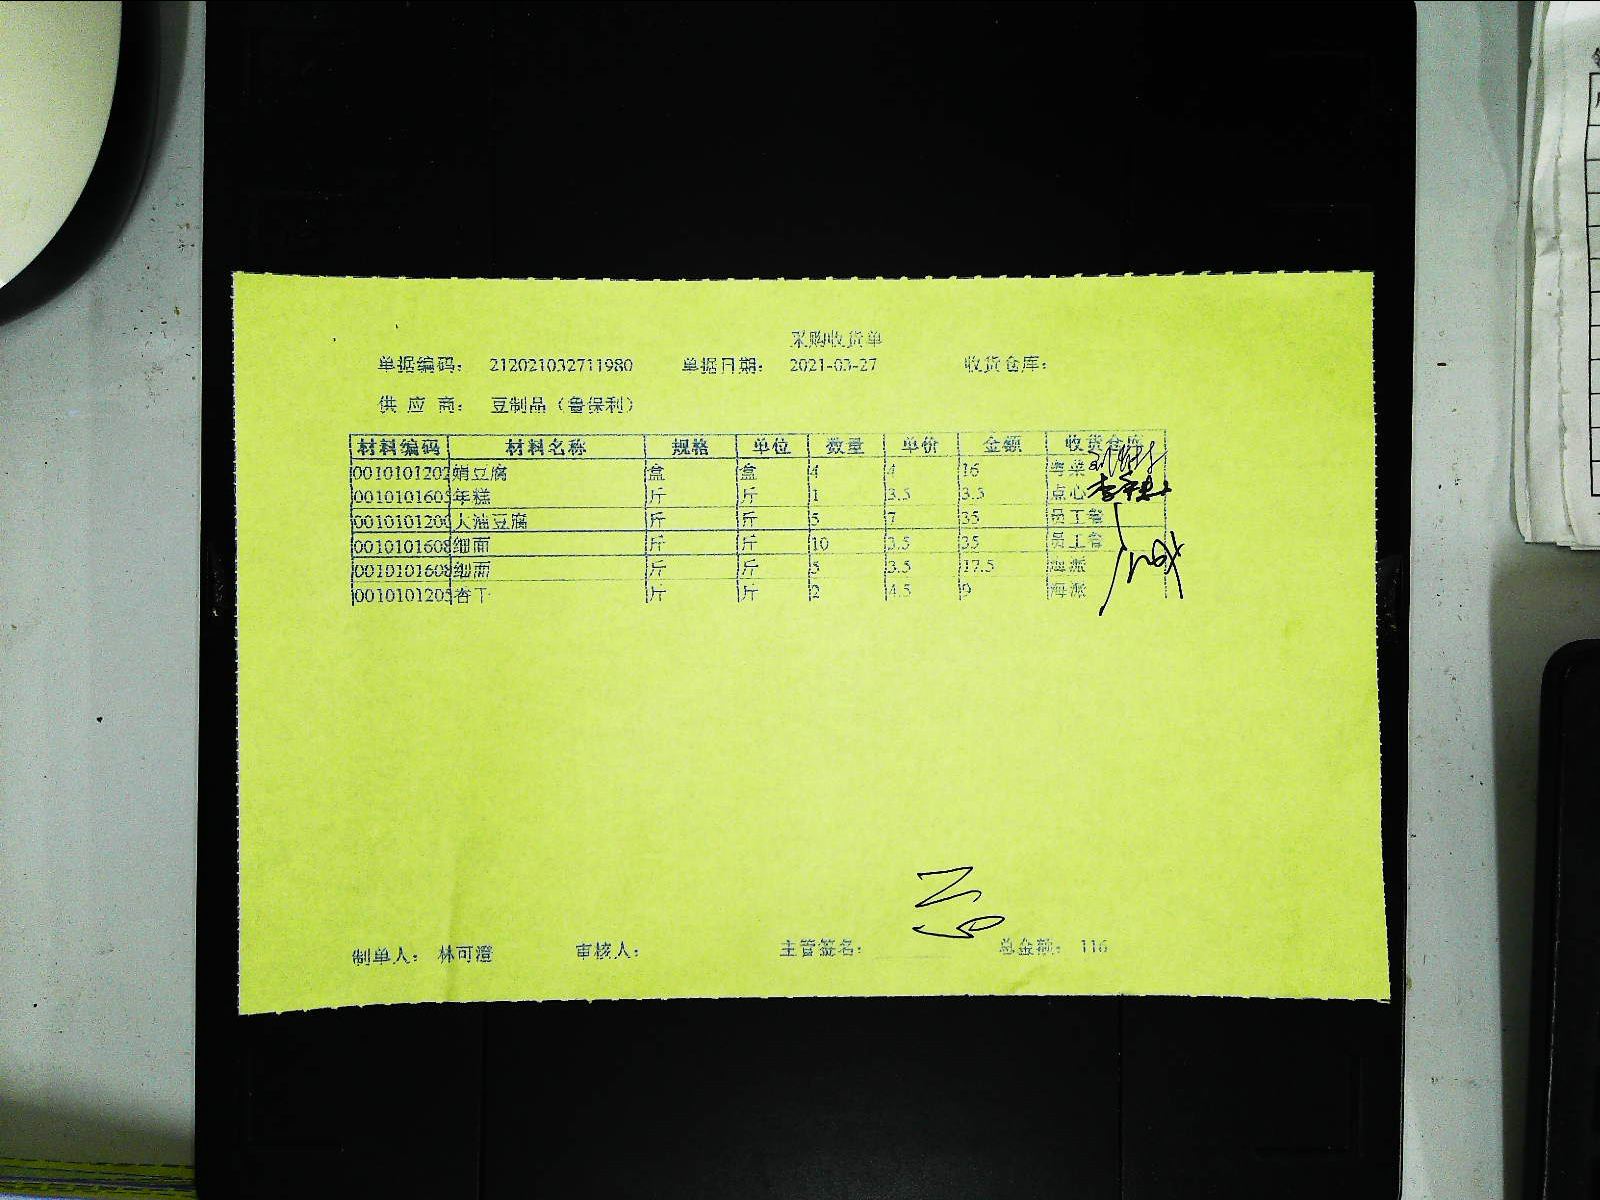 采购收货单
单据编码： 212021032711980 单据日期： 2021-03-27 收货仓库：
供 应 商： 豆制品（鲁保利）
材料编码 材料名称 规格 单位 数量 单价 金额 收货仓库
0010101202 绢豆腐 盒 盒 4 4 16 粤菜
0010101605 年糕 斤 斤 1 3.5 3.5 点心
0010101200 大浦豆腐 斤 斤 5 7 35 员工餐
0010101608 细面 斤 斤 10 3.5 35 员工餐
0010101608 细面 斤 斤 5 3.5 17.5 海派
0010101205 香干 斤 斤 2 4.5 9 海派
制单人： 林可澄 审核人： 主管签名： 总金额： 116